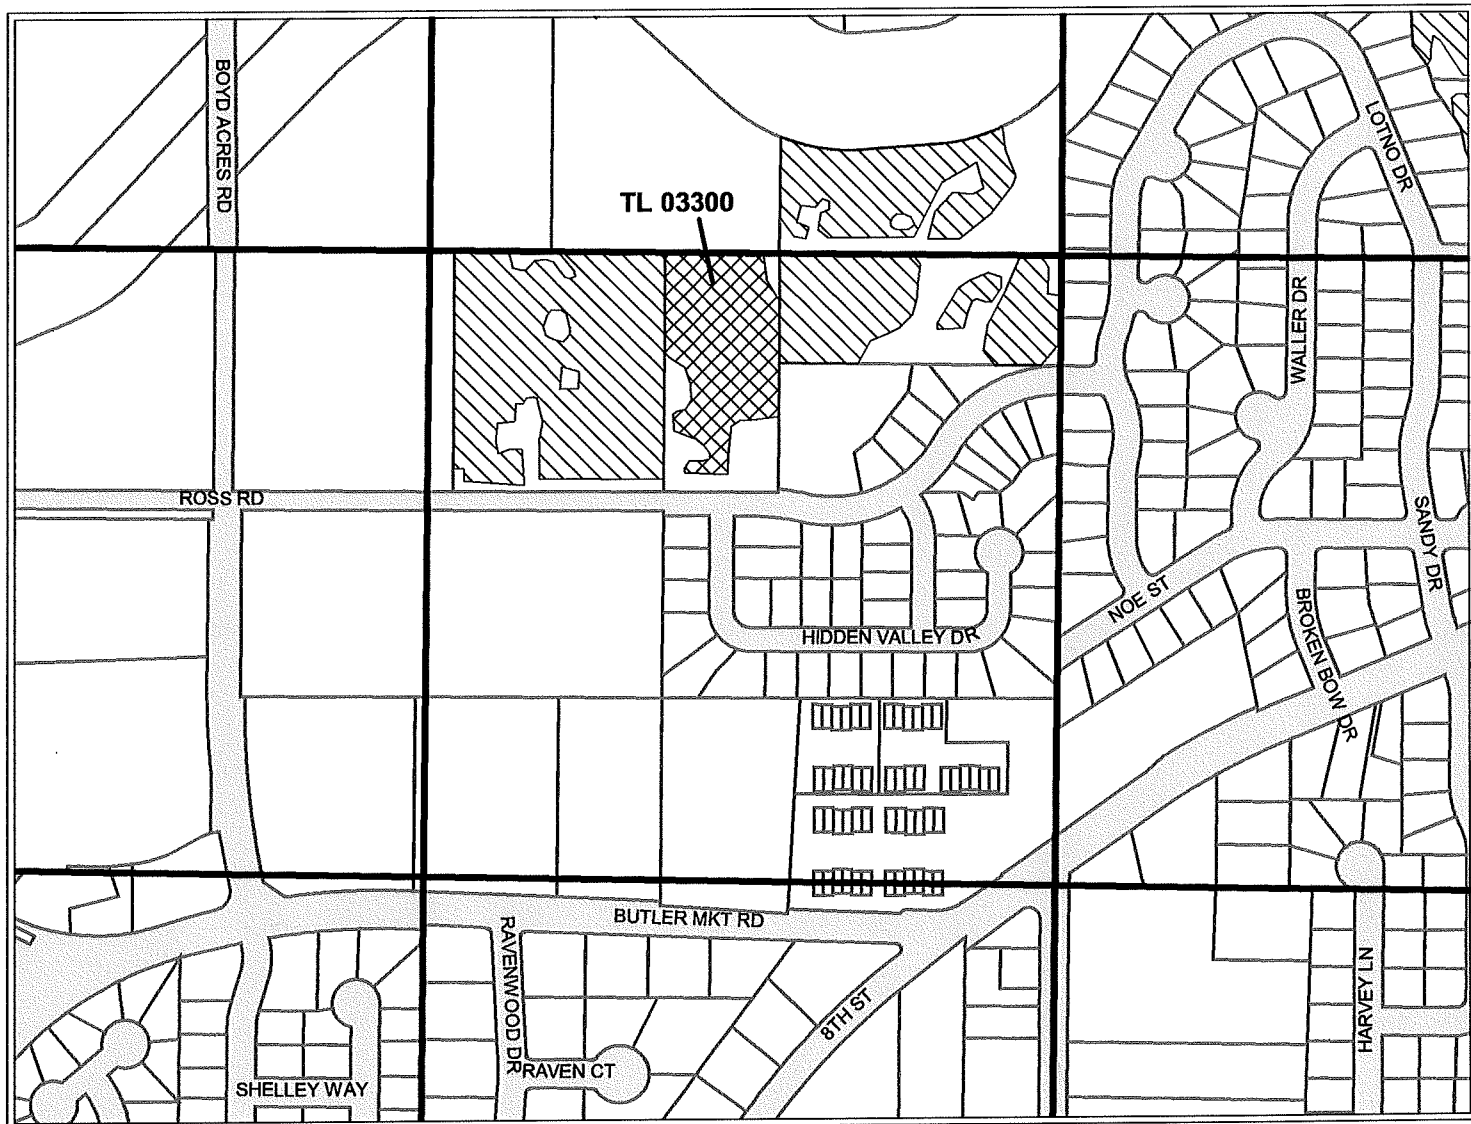 BOYD ACRES RD
LOTNO DR
TL 03300
WALLER DR
ROSS RD
SANDY DR
NOE ST
HIDDEN VALLEY DR
BROKEN BOW DR
BUTLER MKT RD
RAVENWOOD DR
8TH ST
HARVEY LN
RAVEN CT
SHELLEY WAY